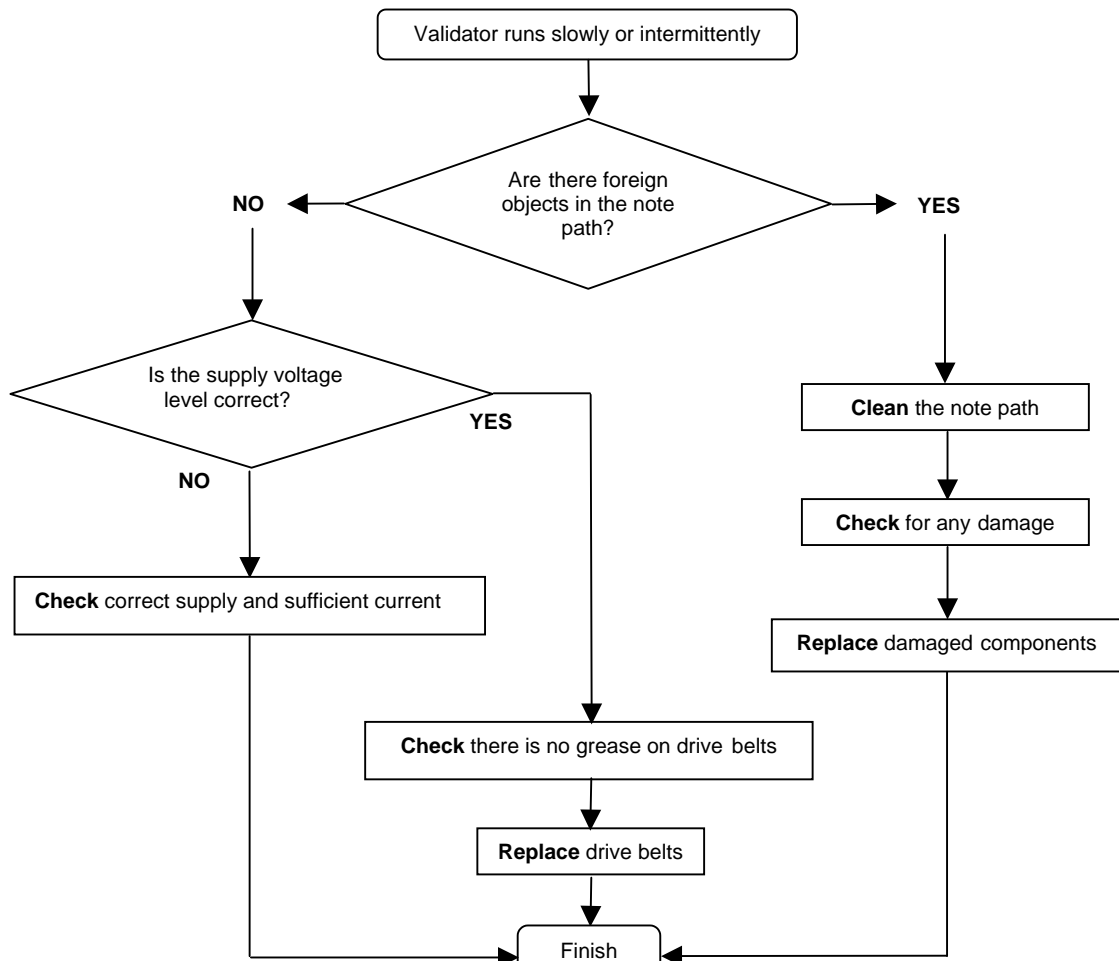 Validator runs slowly or intermittently
Are there foreign
objects in the note
path?
NO
YES
Is the supply voltage
level correct?
YES
NO
Clean the note path
Check for any damage
Check correct supply and sufficient current
Replace damaged components
Check there is no grease on drive belts
Replace drive belts
Finish